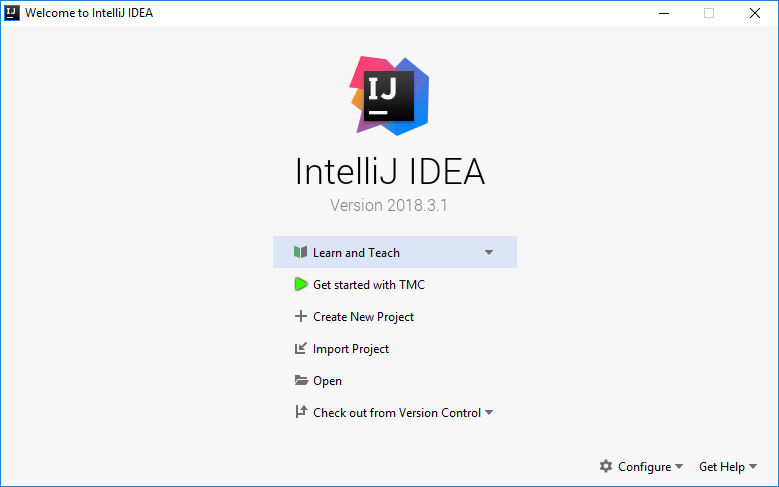 Welcome to IntelliJ IDEA
IJ
IntelliJ IDEA
Version 2018.3.1
Learn and Teach
Get started with TMC
Create New Project
Import Project
Open
Check out from Version Control
Configure Get Help